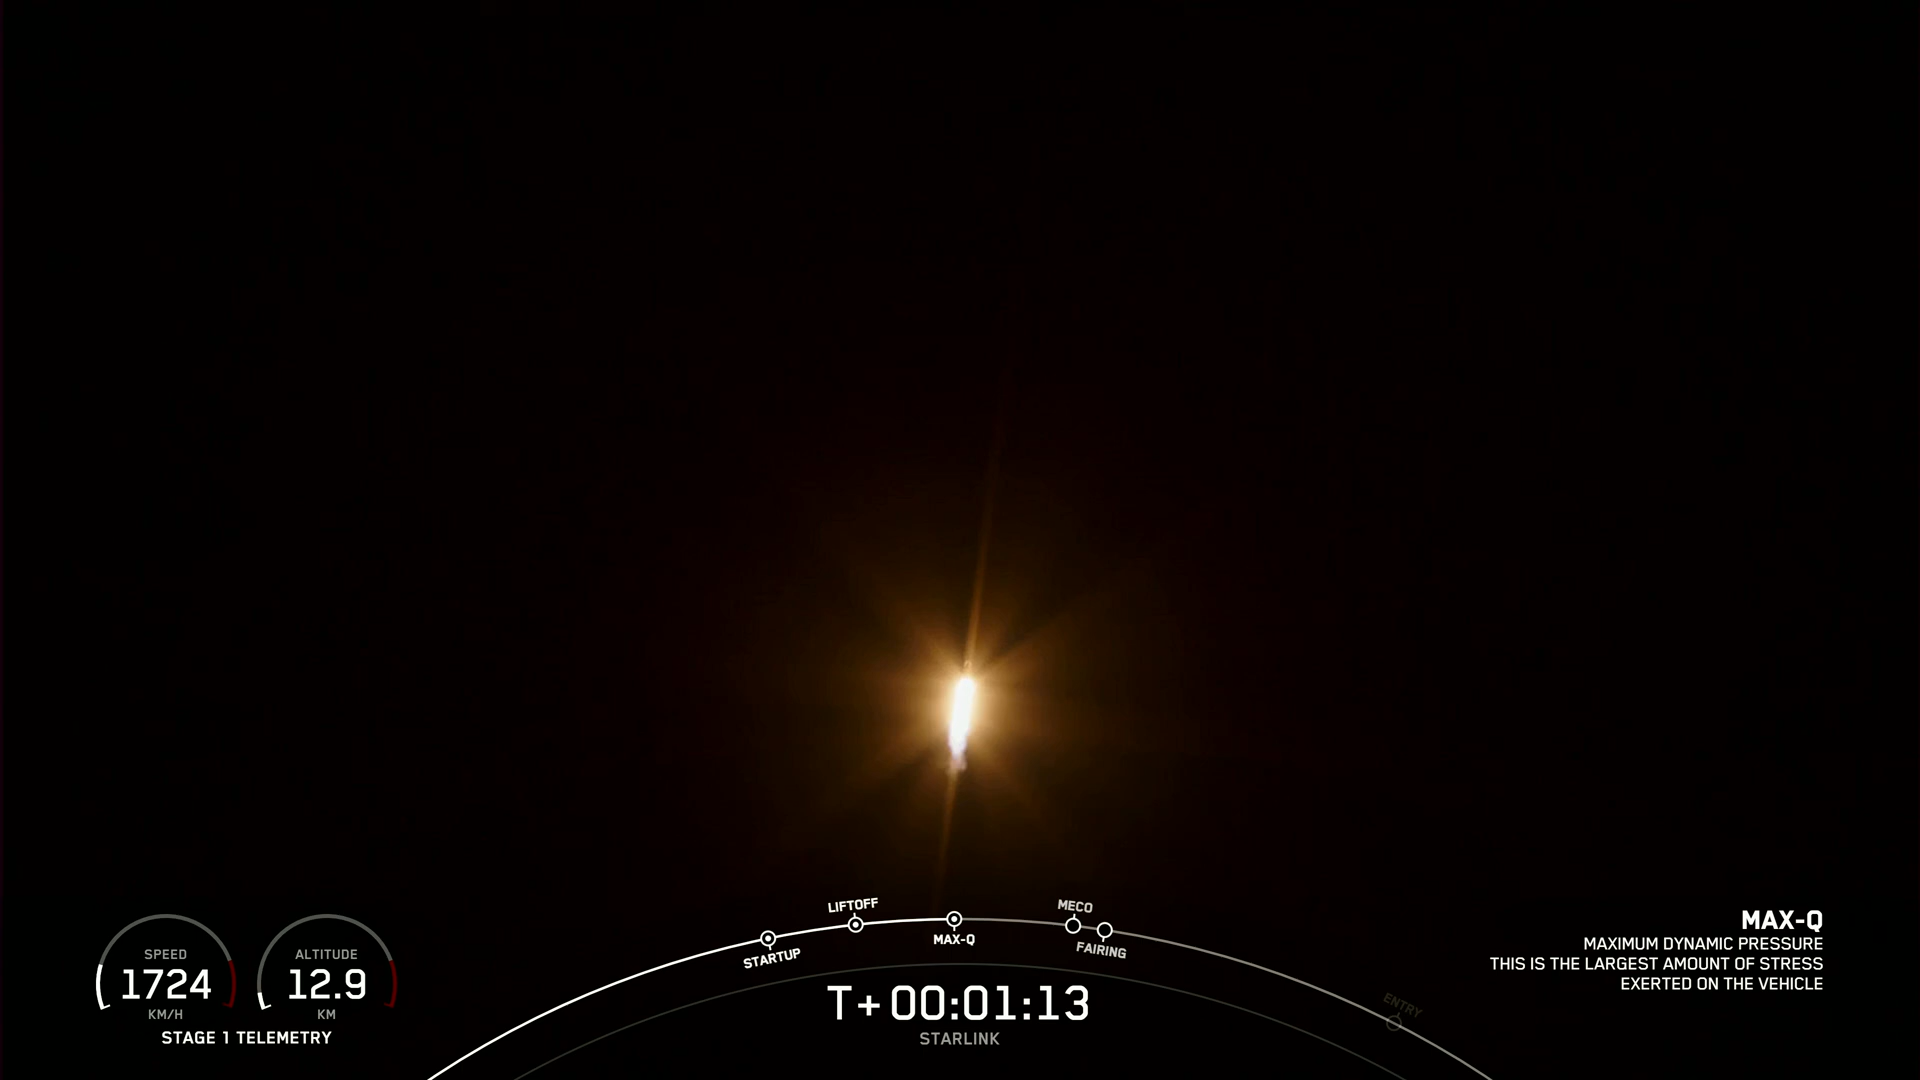 SPEED
1724
KM/H
ALTITUDE
12.9
KM
STAGE 1 TELEMETRY
STARTUP
LIFTOFF
MAX-Q
MECO
FAIRING
ENTRY
T+00:01:13
STARLINK
MAX-Q
MAXIMUM DYNAMIC PRESSURE
THIS IS THE LARGEST AMOUNT OF STRESS
EXERTED ON THE VEHICLE